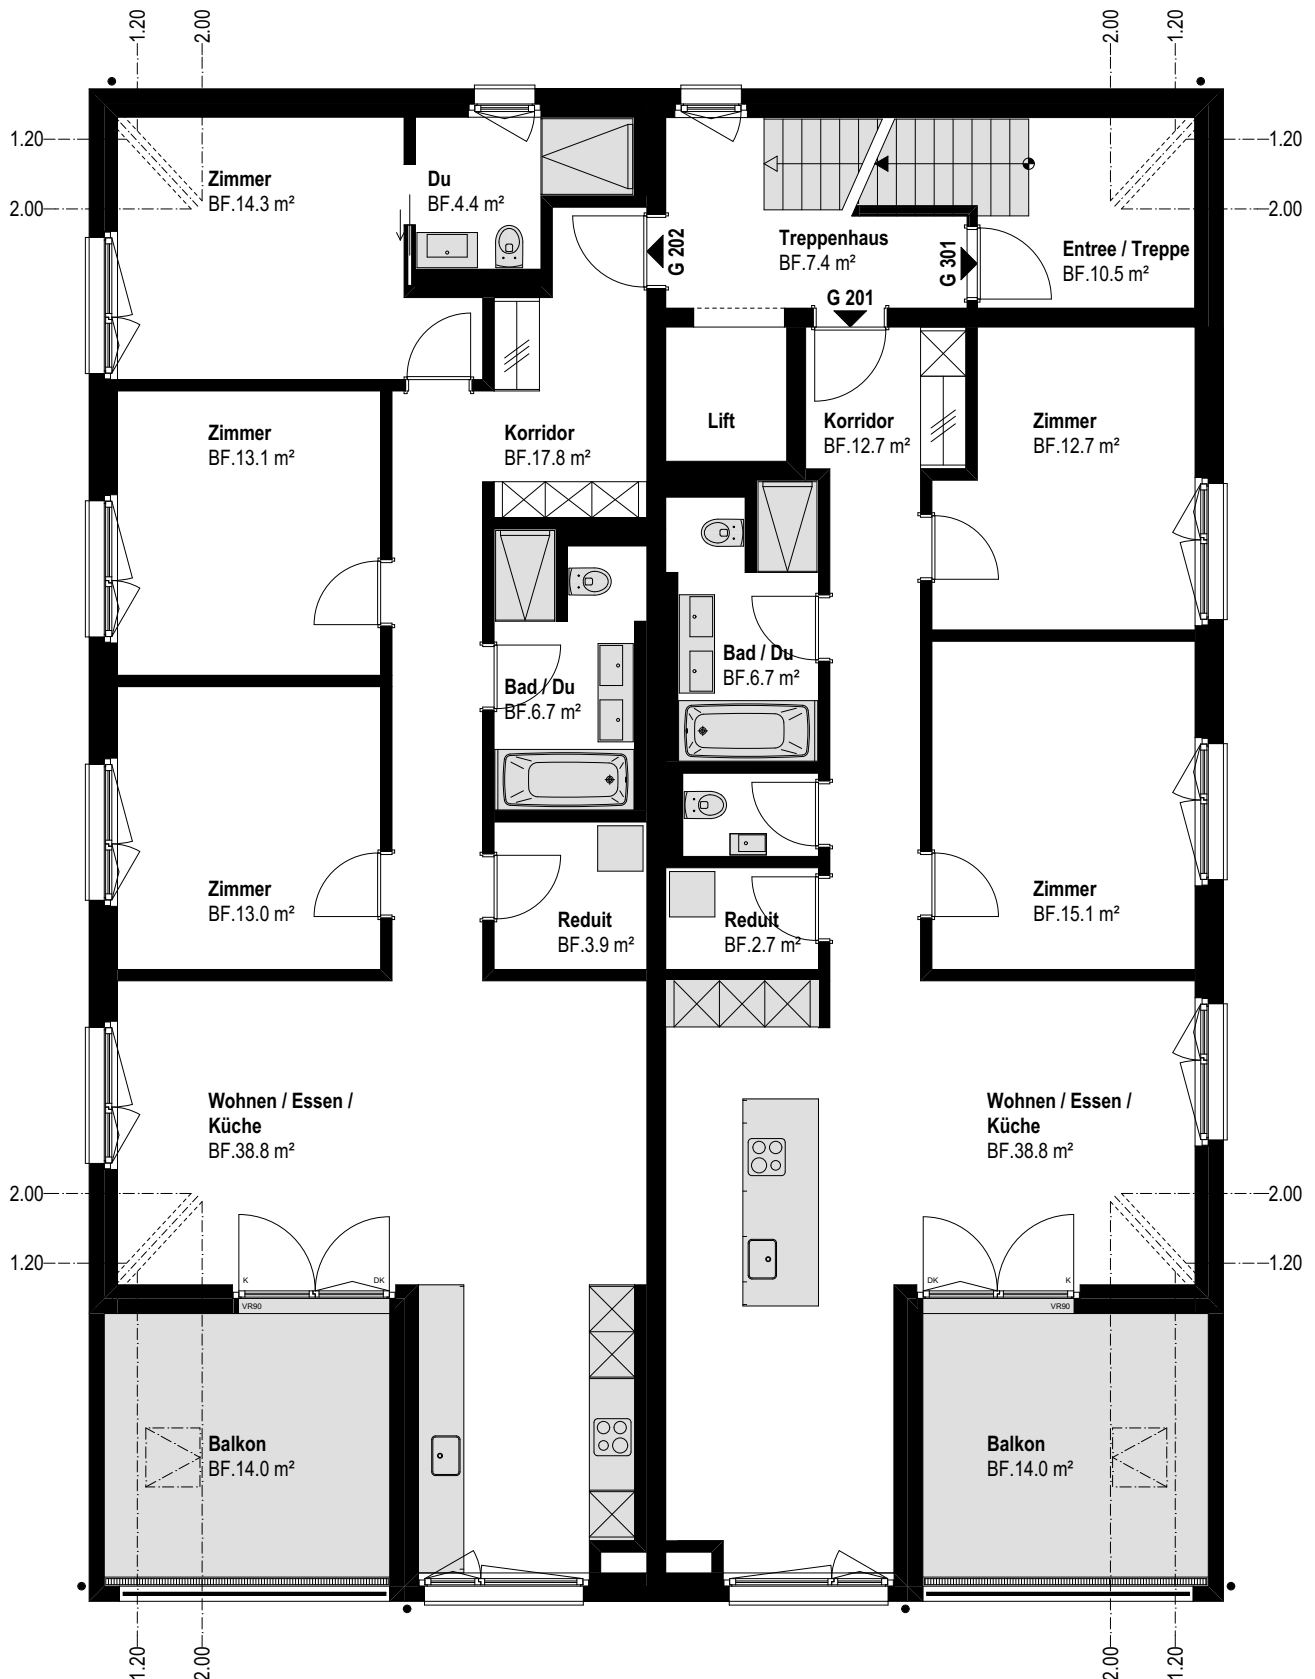 1.20
2.00
2.00
1.20
1.20
2.00
1.20
2.00
Zimmer
BF.14.3 m²
Du
BF.4.4 m²
G 202
Treppenhaus
BF.7.4 m²
G 301
G 201
Entree / Treppe
BF.10.5 m²
Zimmer
BF.13.1 m²
Korridor
BF.17.8 m²
Lift
Korridor
BF.12.7 m²
Zimmer
BF.12.7 m²
Bad / Du
BF.6.7 m²
Bad / Du
BF.6.7 m²
Zimmer
BF.13.0 m²
Reduit
BF.3.9 m²
Reduit
BF.2.7 m²
Zimmer
BF.15.1 m²
Wohnen / Essen /
Küche
BF.38.8 m²
Wohnen / Essen /
Küche
BF.38.8 m²
2.00
1.20
2.00
1.20
K
DK
VR90
DK
K
VR90
Balkon
BF.14.0 m²
Balkon
BF.14.0 m²
1.20
2.00
2.00
1.20